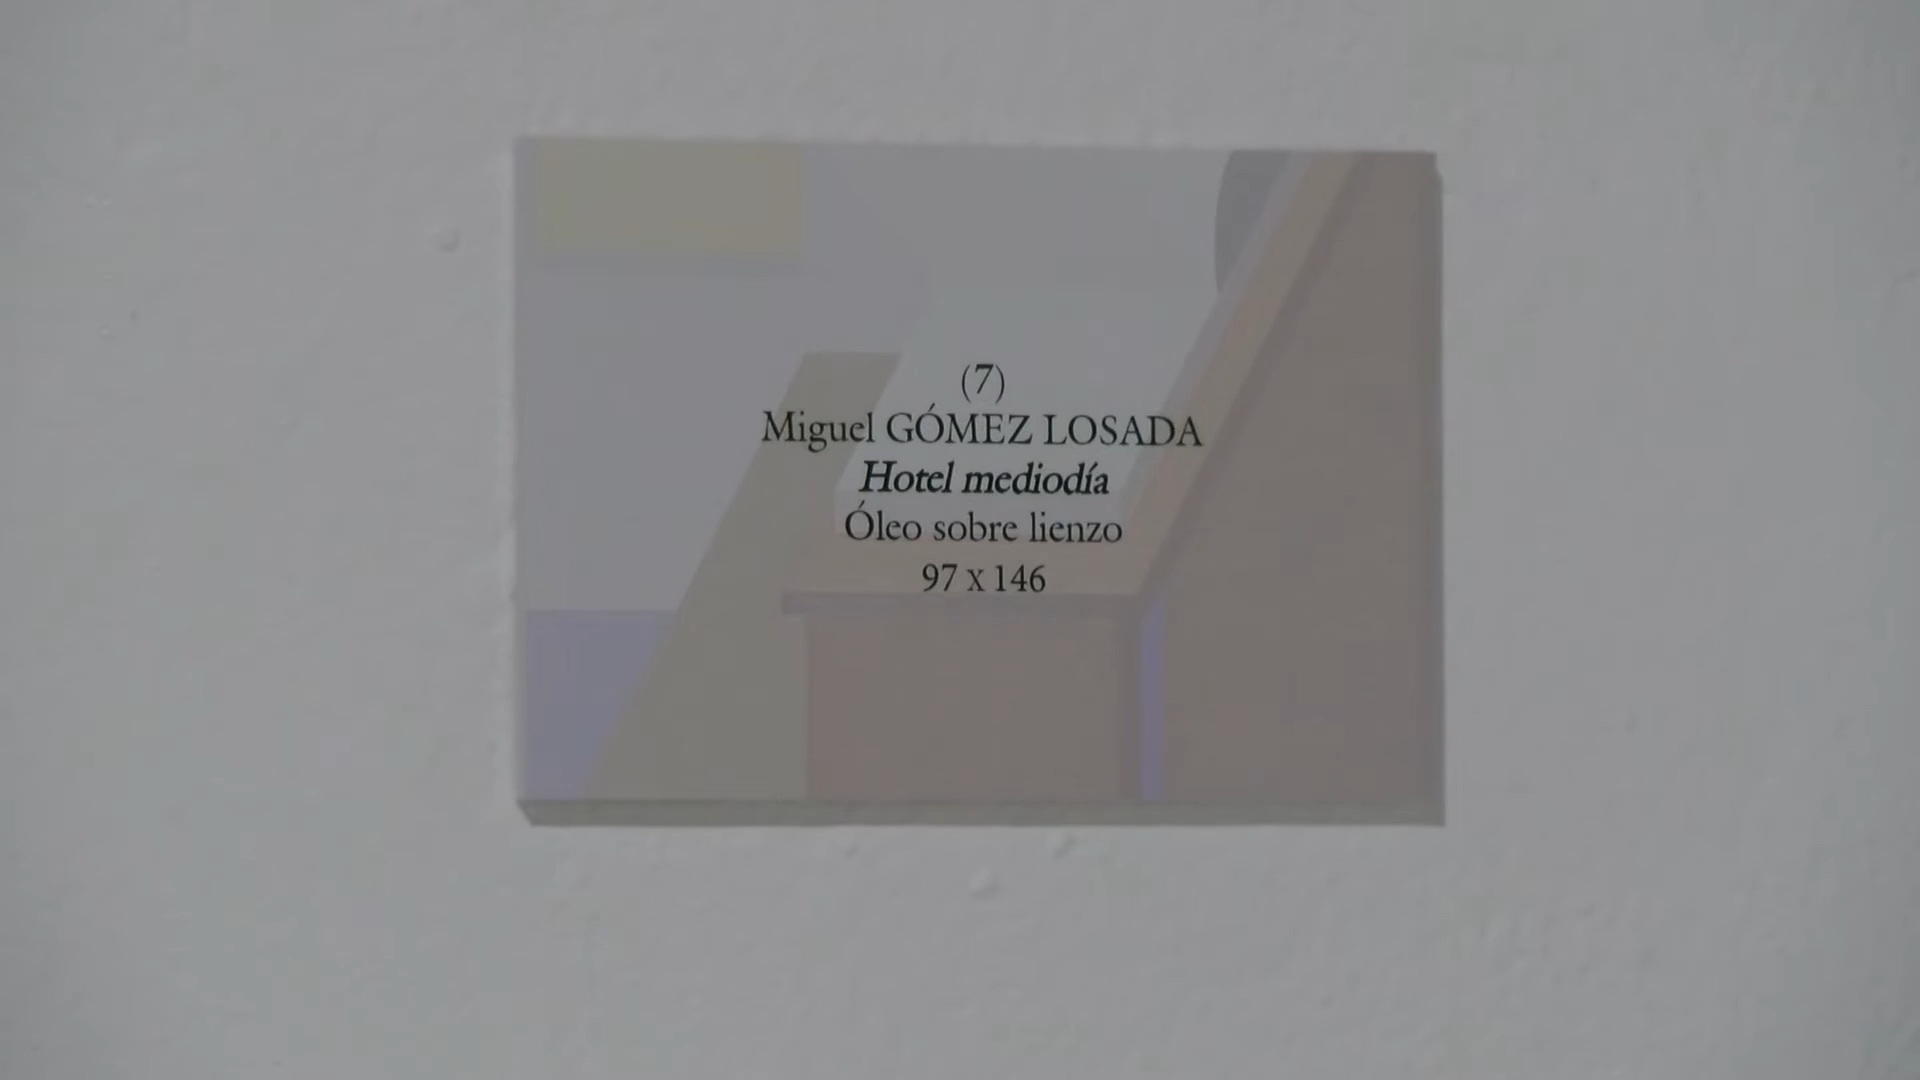 (7)
Miguel GÓMEZ LOSADA
Hotel mediodía
Óleo sobre lienzo
97 x 146